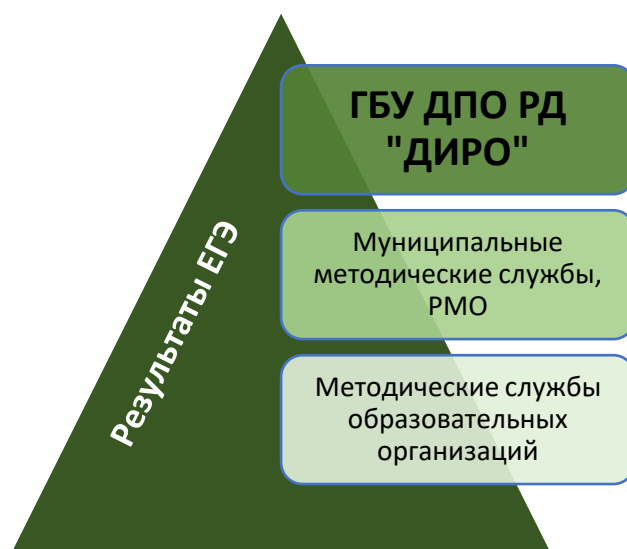 Результаты ЕГЭ
ГБУ ДПО РД
"ДИРО"
Муниципальные
методические службы,
РМО
Методические службы
образовательных
организаций